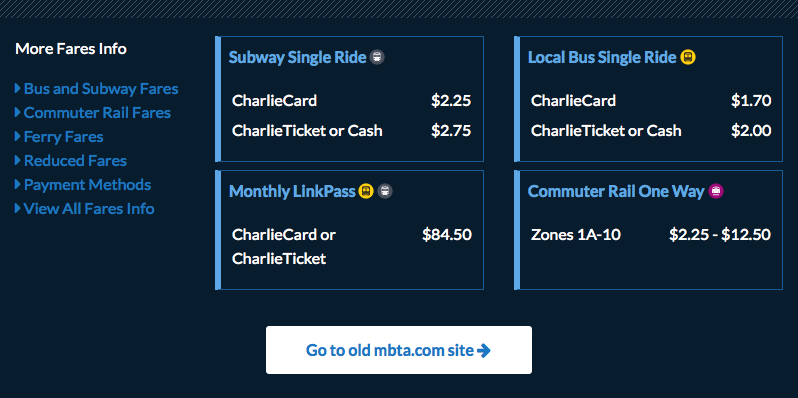 More Fares Info
Bus and Subway Fares
Commuter Rail Fares
Ferry Fares
Reduced Fares
Payment Methods
View All Fares Info
Subway Single Ride
CharlieCard $2.25
CharlieTicket or Cash $2.75
Local Bus Single Ride
CharlieCard $1.70
CharlieTicket or Cash $2.00
Monthly LinkPass
CharlieCard or $84.50
CharlieTicket
Commuter Rail One Way
Zones 1A-10 $2.25 - $12.50
Go to old mbta.com site